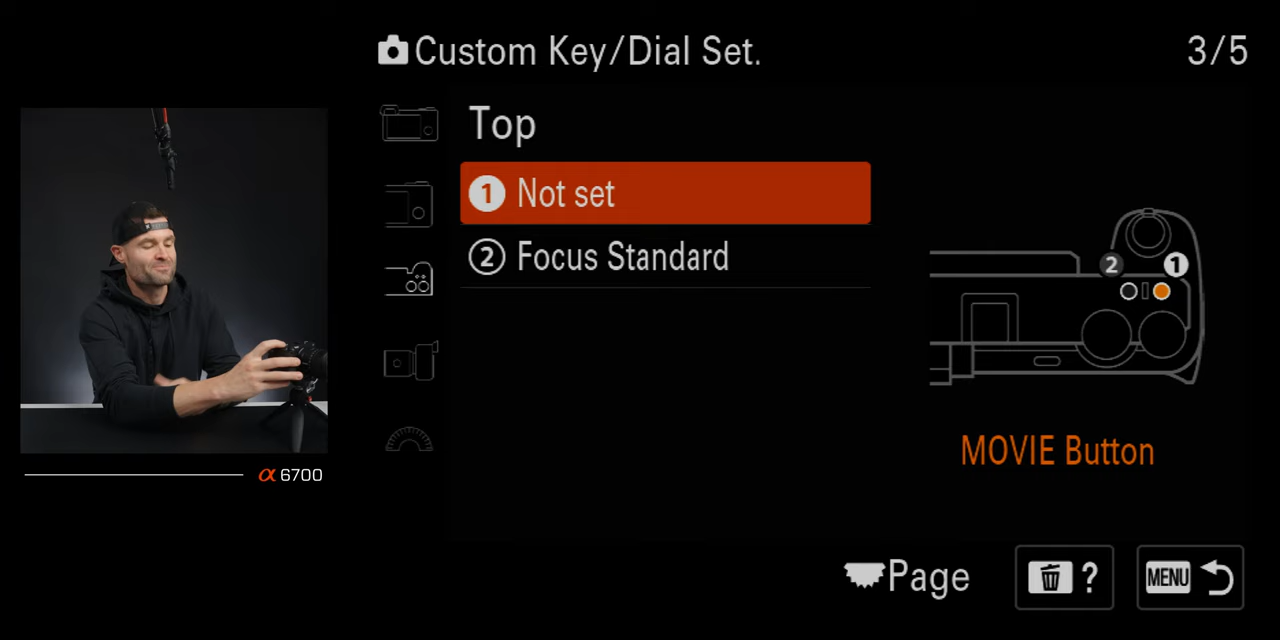 Custom Key/Dial Set.
3/5
Top
1 Not set
2 Focus Standard
2
1
MOVIE Button
α 6700
Page
?
MENU